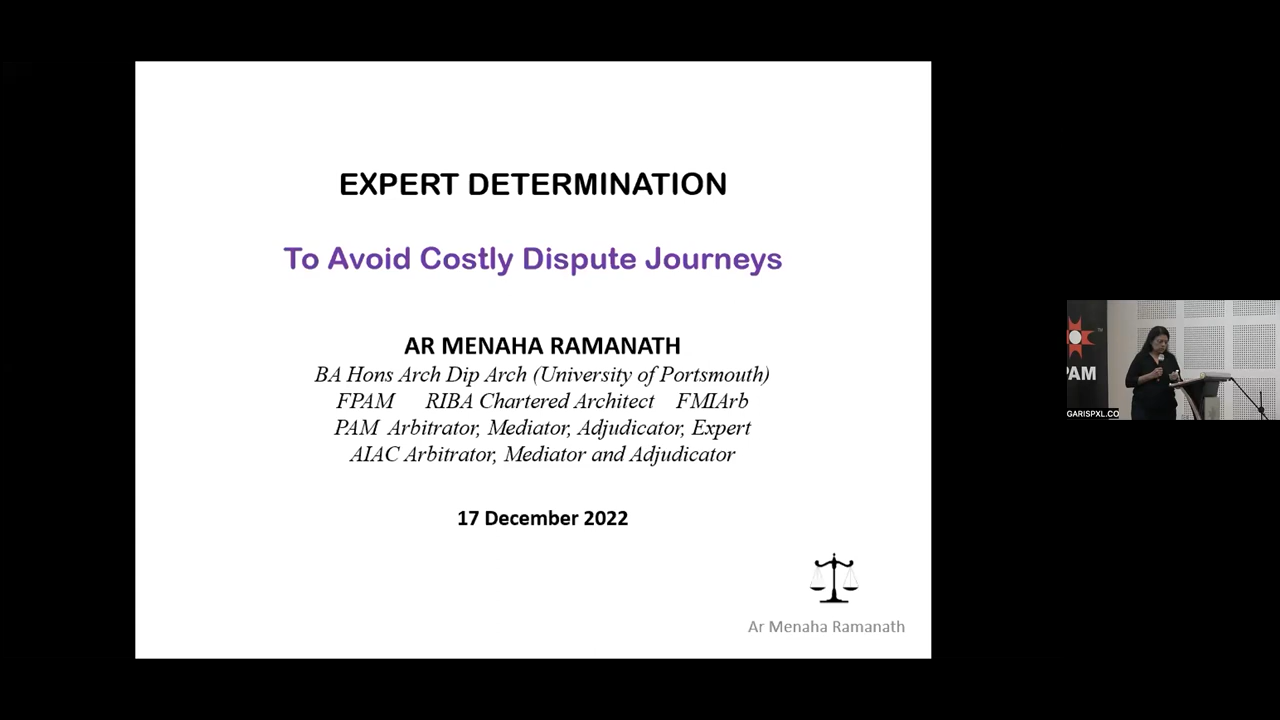 EXPERT DETERMINATION
To Avoid Costly Dispute Journeys
AR MENAHA RAMANATH
BA Hons Arch Dip Arch (University of Portsmouth)
FPAM RIBA Chartered Architect FMIArb
PAM Arbitrator, Mediator, Adjudicator, Expert
AIAC Arbitrator, Mediator and Adjudicator
17 December 2022
Ar Menaha Ramanath
PAM
GARISPXL.CO